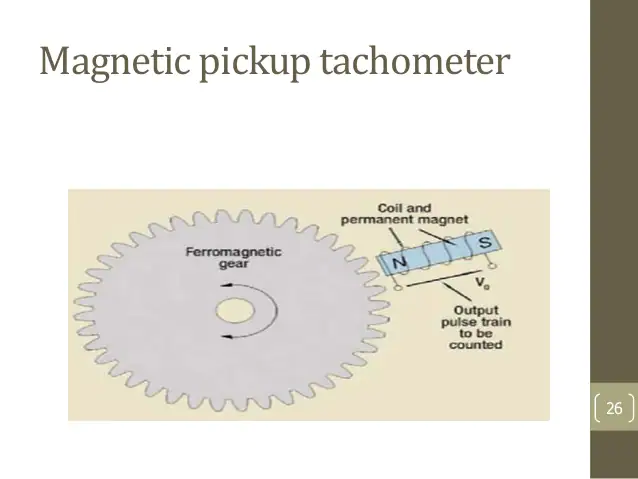 Magnetic pickup tachometer
Coil and
permanent magnet
Ferromagnetic
gear
N
S
Vo
Output
pulse train
to be
counted
26